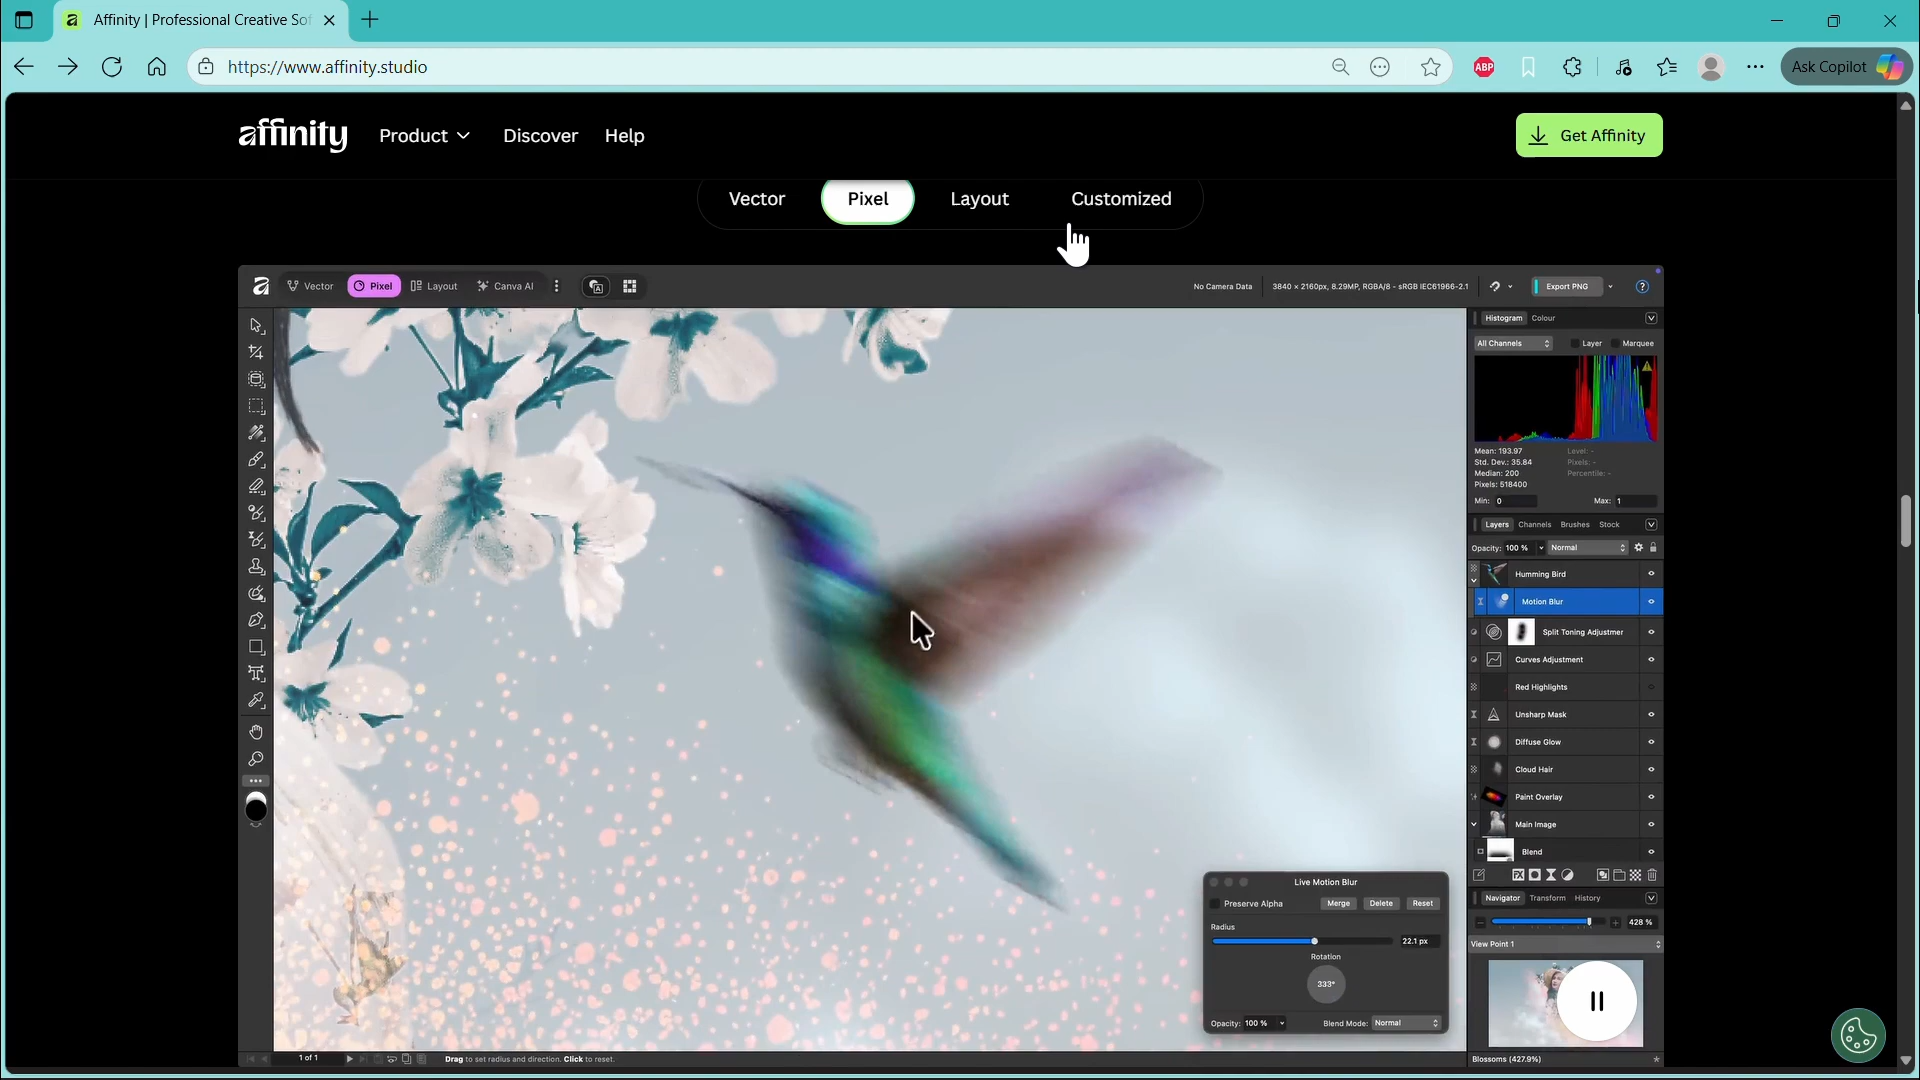 Affinity | Professional Creative Sof
https://www.affinity.studio
ABP
Ask Copilot
affinity
Product
Discover
Help
Get Affinity
Vector
Pixel
Layout
Customized
Vector
Pixel
Layout
Canva AI
No Camera Data
3840 × 2160px, 8.29MP, RGBA/8 - sRGB IEC61966-2.1
Export PNG
Histogram
Colour
All Channels
Layer
Marquee
Mean: 193.97
Level: -
Std. Dev.: 35.84
Pixels: -
Median: 200
Percentile: -
Pixels: 518400
Min: 0
Max: 1
Layers
Channels
Brushes
Stock
Opacity: 100 %
Normal
Humming Bird
Motion Blur
Split Toning Adjustmer
Curves Adjustment
Red Highlights
Unsharp Mask
Diffuse Glow
Cloud Hair
Paint Overlay
Main Image
Blend
Live Motion Blur
Preserve Alpha
Merge
Delete
Reset
Radius
22.1 px
Rotation
333°
Opacity: 100 %
Blend Mode: Normal
Navigator
Transform
History
428 %
View Point 1
Blossoms (427.9%)
1 of 1
Drag to set radius and direction. Click to reset.